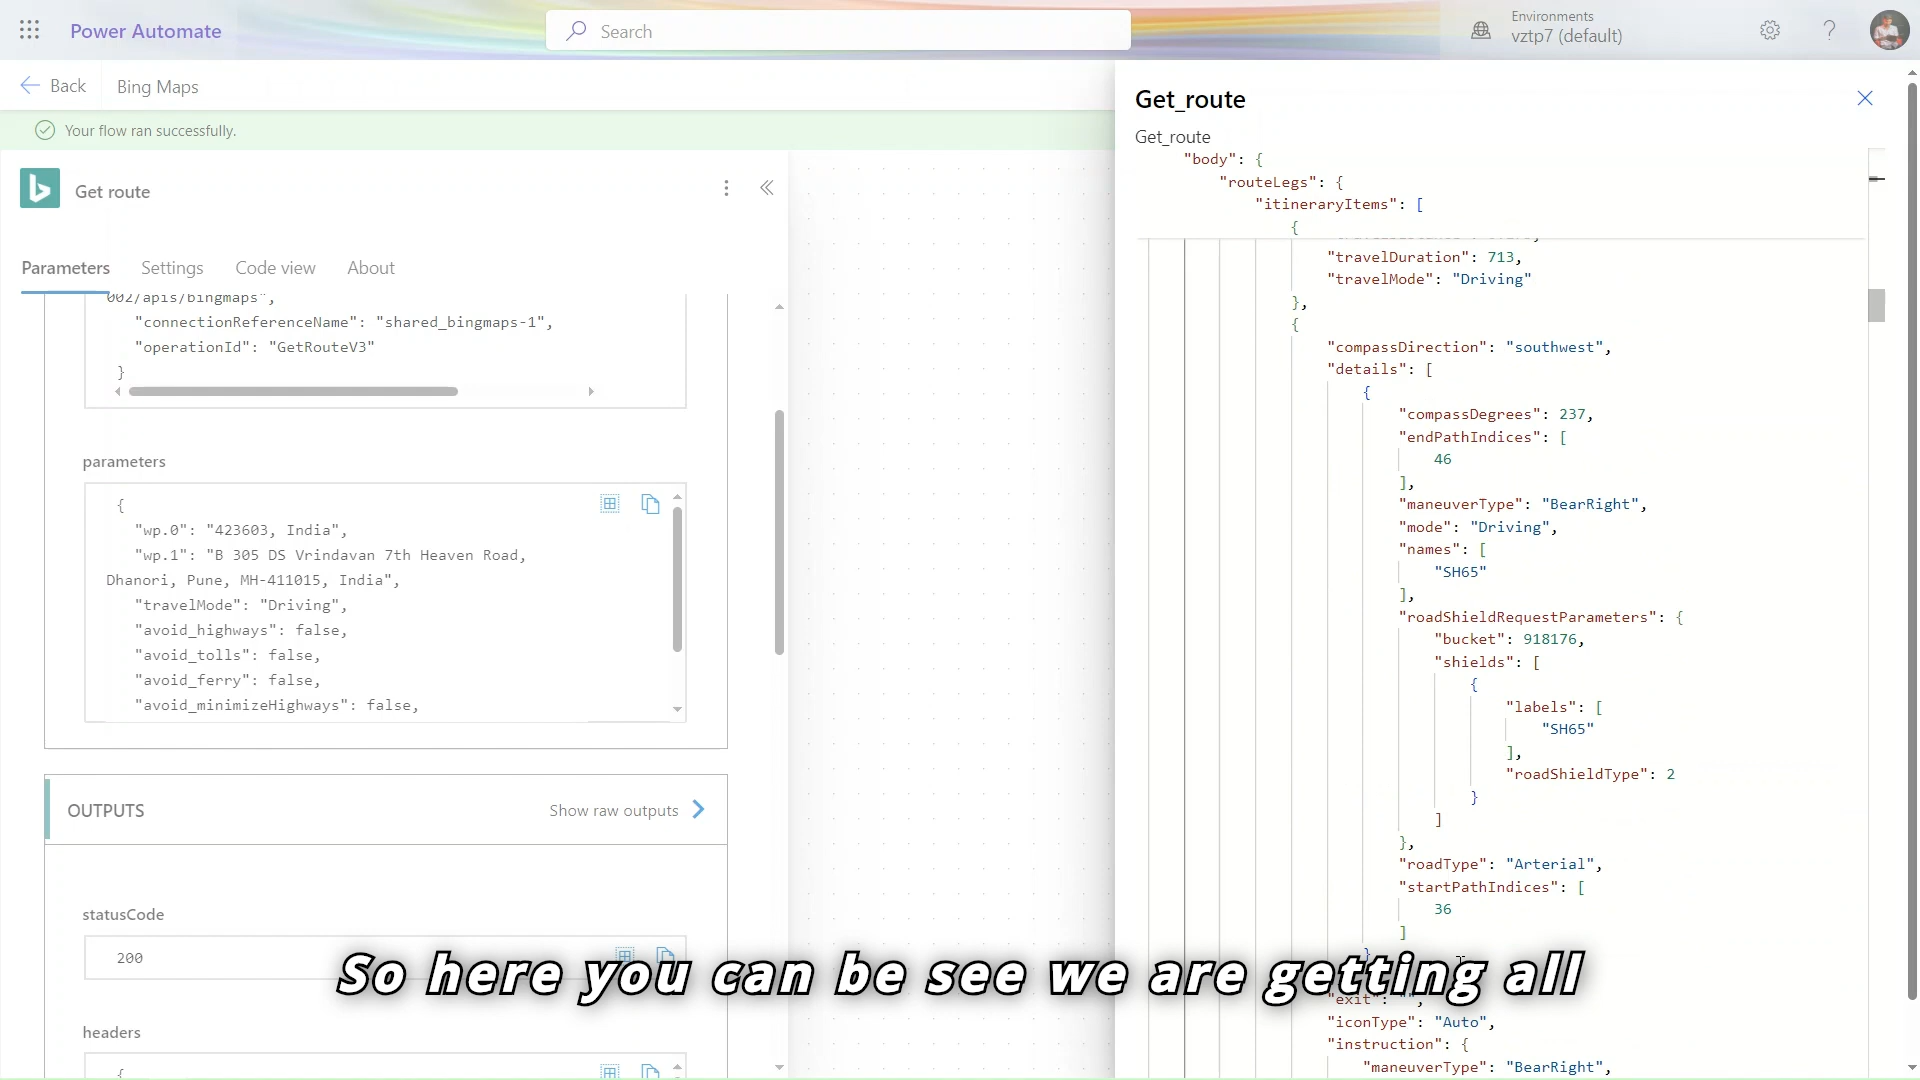 Power Automate
Search
Environments
vztp7 (default)
?
Back
Bing Maps
Your flow ran successfully.
Get route
Parameters
Settings
Code view
About
002/apis/bingmaps",
"connectionReferenceName": "shared_bingmaps-1",
"operationId": "GetRouteV3"
}
parameters
{
"wp.0": "423603, India",
"wp.1": "B 305 DS Vrindavan 7th Heaven Road,
Dhanori, Pune, MH-411015, India",
"travelMode": "Driving",
"avoid_highways": false,
"avoid_tolls": false,
"avoid_ferry": false,
"avoid_minimizeHighways": false,
OUTPUTS
Show raw outputs
statusCode
200
headers
{
Get_route
Get_route
"body": {
"routeLegs": {
"itineraryItems": [
{
"travelDuration": 713,
"travelMode": "Driving"
},
{
"compassDirection": "southwest",
"details": [
{
"compassDegrees": 237,
"endPathIndices": [
46
],
"maneuverType": "BearRight",
"mode": "Driving",
"names": [
"SH65"
],
"roadShieldRequestParameters": {
"bucket": 918176,
"shields": [
{
"labels": [
"SH65"
],
"roadShieldType": 2
}
]
},
"roadType": "Arterial",
"startPathIndices": [
36
]
}
"exit": "",
"iconType": "Auto",
"instruction": {
"maneuverType": "BearRight",
So here you can be see we are getting all